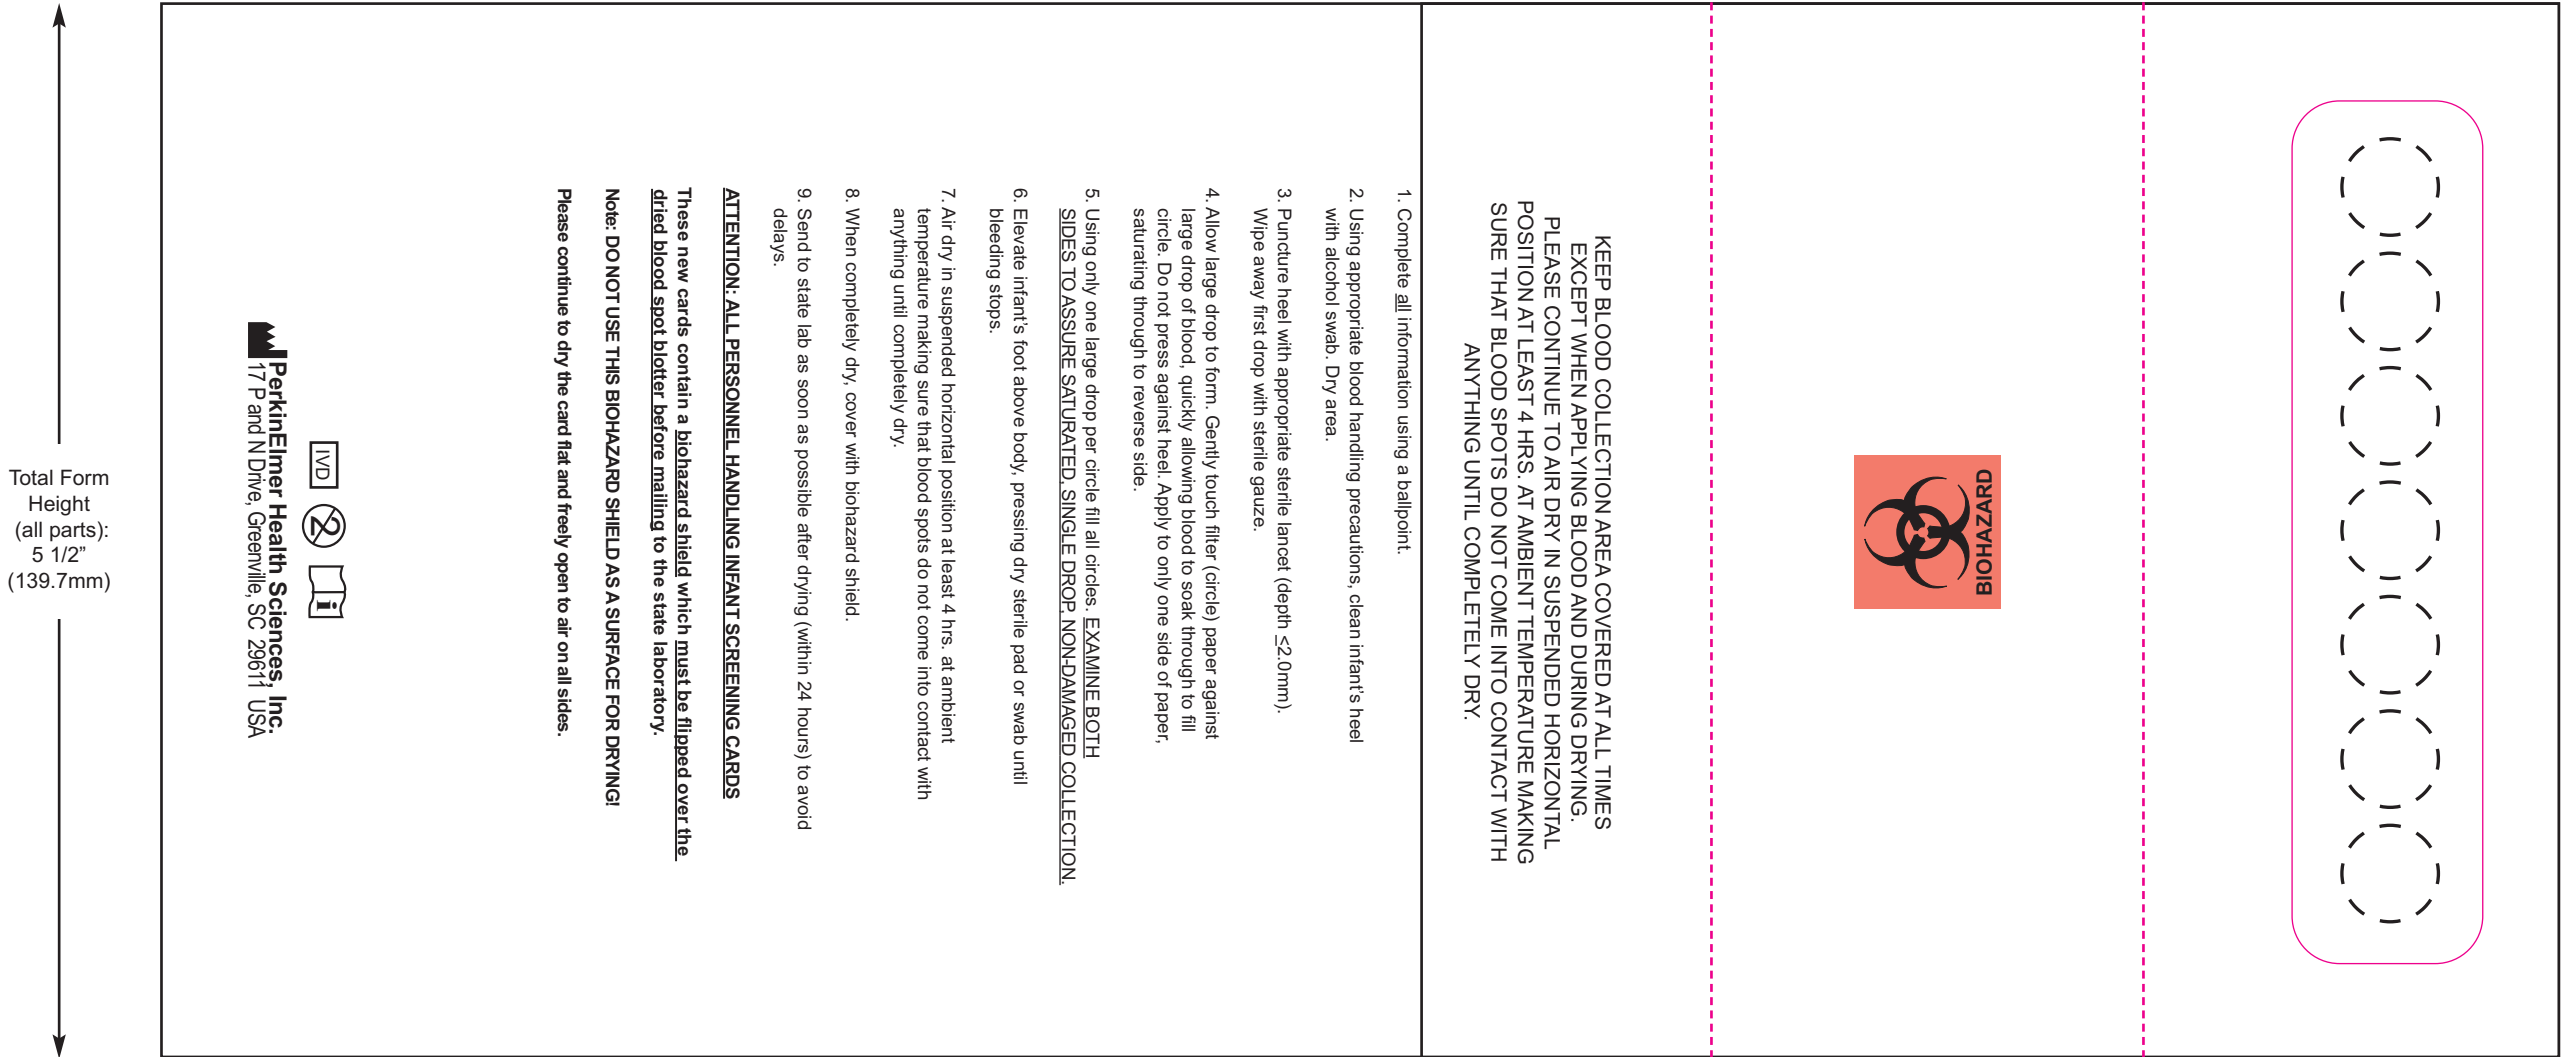 Total Form
Height
(all parts):
5 1/2”
(139.7mm)
BIOHAZARD
KEEP BLOOD COLLECTION AREA COVERED AT ALL TIMES
EXCEPT WHEN APPLYING BLOOD AND DURING DRYING.
PLEASE CONTINUE TO AIR DRY IN SUSPENDED HORIZONTAL
POSITION AT LEAST 4 HRS. AT AMBIENT TEMPERATURE MAKING
SURE THAT BLOOD SPOTS DO NOT COME INTO CONTACT WITH
ANYTHING UNTIL COMPLETELY DRY.
1. Complete all information using a ballpoint.
2. Using appropriate blood handling precautions, clean infant’s heel
with alcohol swab. Dry area.
3. Puncture heel with appropriate sterile lancet (depth ≤2.0mm).
Wipe away first drop with sterile gauze.
4. Allow large drop to form. Gently touch filter (circle) paper against
large drop of blood, quickly allowing blood to soak through to fill
circle. Do not press against heel. Apply to only one side of paper,
saturating through to reverse side.
5. Using only one large drop per circle fill all circles. EXAMINE BOTH
SIDES TO ASSURE SATURATED, SINGLE DROP, NON-DAMAGED COLLECTION.
6. Elevate infant’s foot above body, pressing dry sterile pad or swab until
bleeding stops.
7. Air dry in suspended horizontal position at least 4 hrs. at ambient
temperature making sure that blood spots do not come into contact with
anything until completely dry.
8. When completely dry, cover with biohazard shield.
9. Send to state lab as soon as possible after drying (within 24 hours) to avoid
delays.
ATTENTION: ALL PERSONNEL HANDLING INFANT SCREENING CARDS
These new cards contain a biohazard shield which must be flipped over the
dried blood spot blotter before mailing to the state laboratory.
Note: DO NOT USE THIS BIOHAZARD SHIELD AS A SURFACE FOR DRYING!
Please continue to dry the card flat and freely open to air on all sides.
IVD 2 i
PerkinElmer Health Sciences, Inc.
17 P and N Drive, Greenville, SC 29611 USA